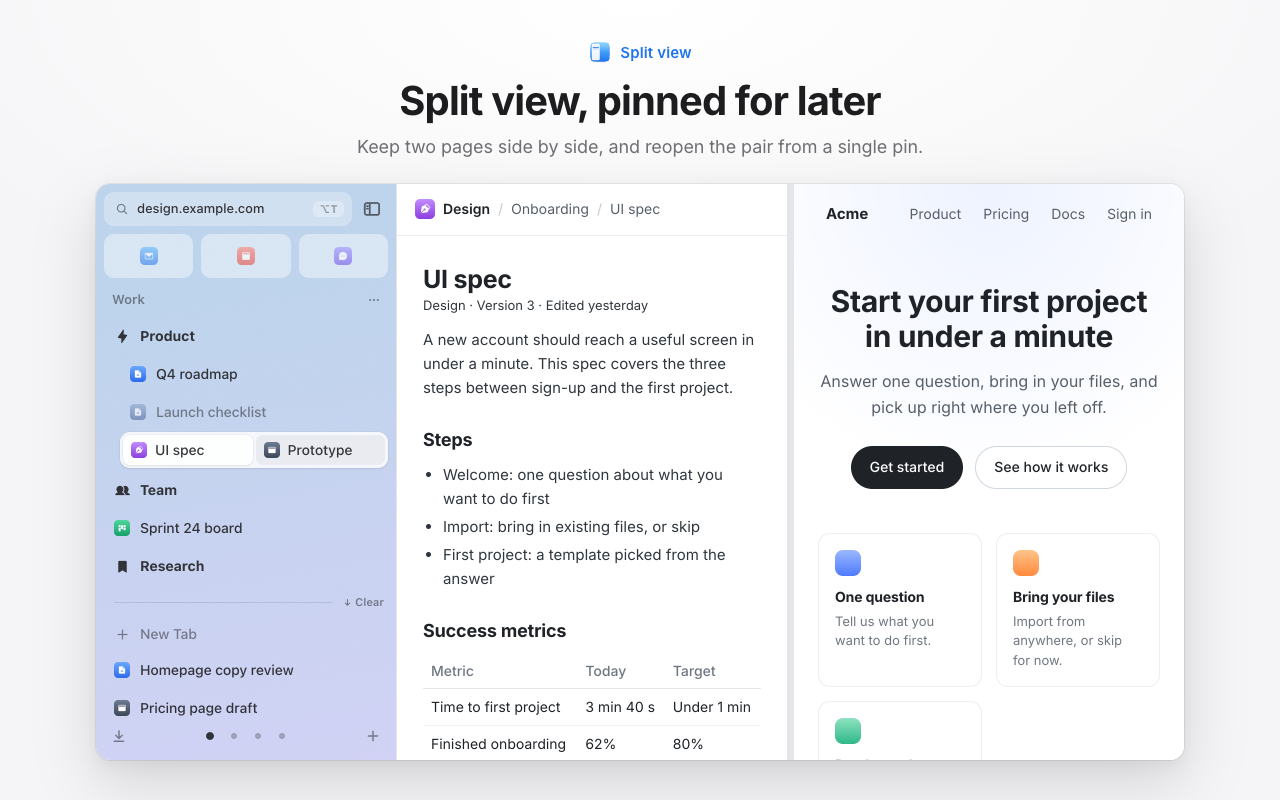 Split view
Split view, pinned for later
Keep two pages side by side, and reopen the pair from a single pin.
design.example.com
⌥T
Work
...
Product
Q4 roadmap
Launch checklist
UI spec
Prototype
Team
Sprint 24 board
Research
↓ Clear
+ New Tab
Homepage copy review
Pricing page draft
Design / Onboarding / UI spec
UI spec
Design · Version 3 · Edited yesterday
A new account should reach a useful screen in
under a minute. This spec covers the three
steps between sign-up and the first project.
Steps
• Welcome: one question about what you
want to do first
• Import: bring in existing files, or skip
• First project: a template picked from the
answer
Success metrics
Metric Today Target
Time to first project 3 min 40 s Under 1 min
Finished onboarding 62% 80%
Acme Product Pricing Docs Sign in
Start your first project
in under a minute
Answer one question, bring in your files, and
pick up right where you left off.
Get started
See how it works
One question
Tell us what you
want to do first.
Bring your files
Import from
anywhere, or skip
for now.